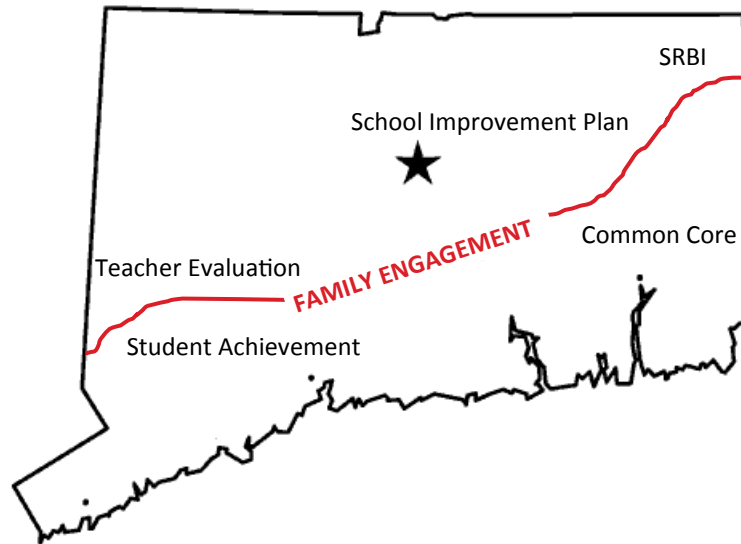 SRBI
School Improvement Plan
FAMILY ENGAGEMENT
Common Core
Teacher Evaluation
Student Achievement